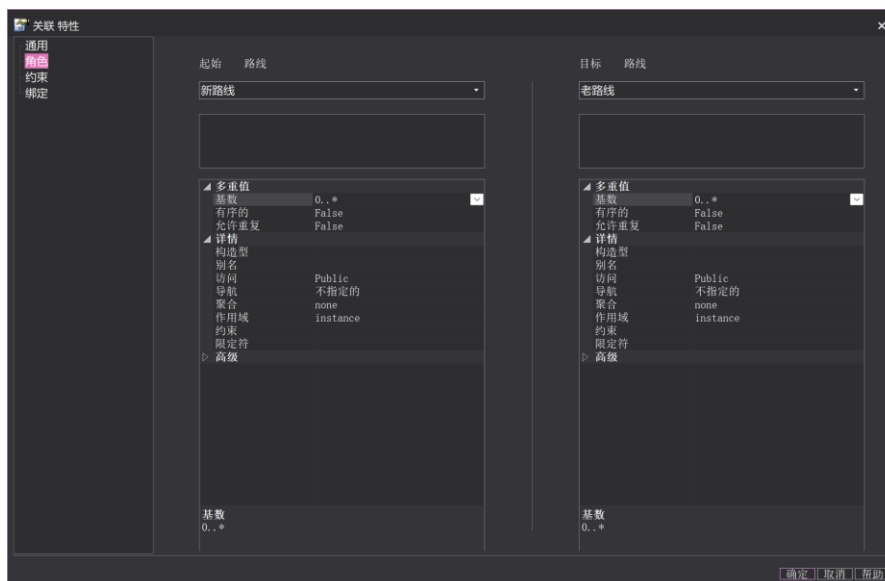 关联 特性
通用
角色
约束
绑定
起始 路线
新路线
多重值
基数 0..*
有序的 False
允许重复 False
详情
构造型
别名
访问 Public
导航 不指定的
聚合 none
作用域 instance
约束
限定符
高级
基数
0..*
目标 路线
老路线
多重值
基数 0..*
有序的 False
允许重复 False
详情
构造型
别名
访问 Public
导航 不指定的
聚合 none
作用域 instance
约束
限定符
高级
基数
0..*
确定 取消 帮助